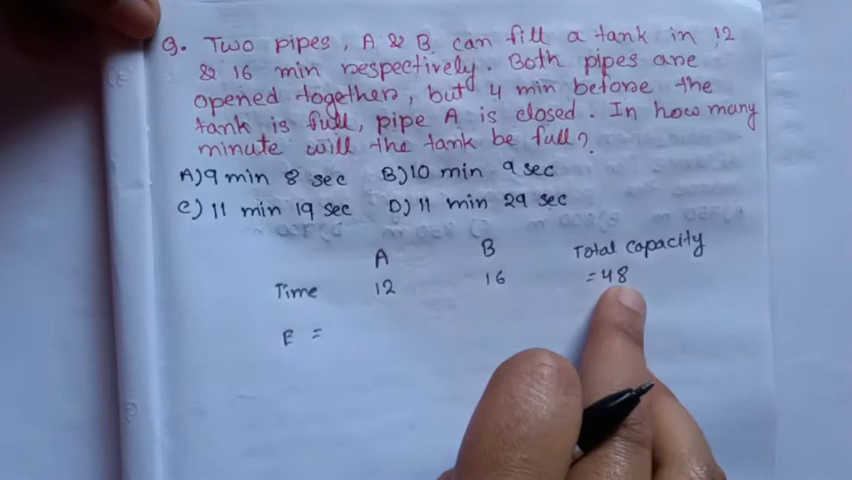 9. Two pipes, A & B, can fill a tank in 12
& 16 min respectively. Both pipes are
opened together, but 4 min before the
tank is full, pipe A is closed. In how many
minute will the tank be full?
A) 9 min 8 sec B) 10 min 9 sec
C) 11 min 19 sec D) 11 min 29 sec
A B Total Capacity
Time 12 16 = 48
E =